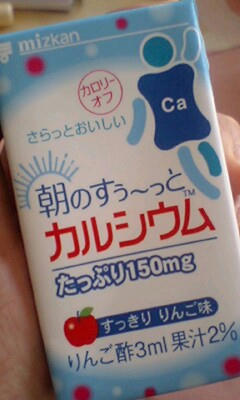 mizkan
カロリー
オフ
Ca
さらっとおいしい
朝のすぅ〜っと
カルシウム™
たっぷり150mg
すっきり りんご味
りんご酢3ml 果汁2%